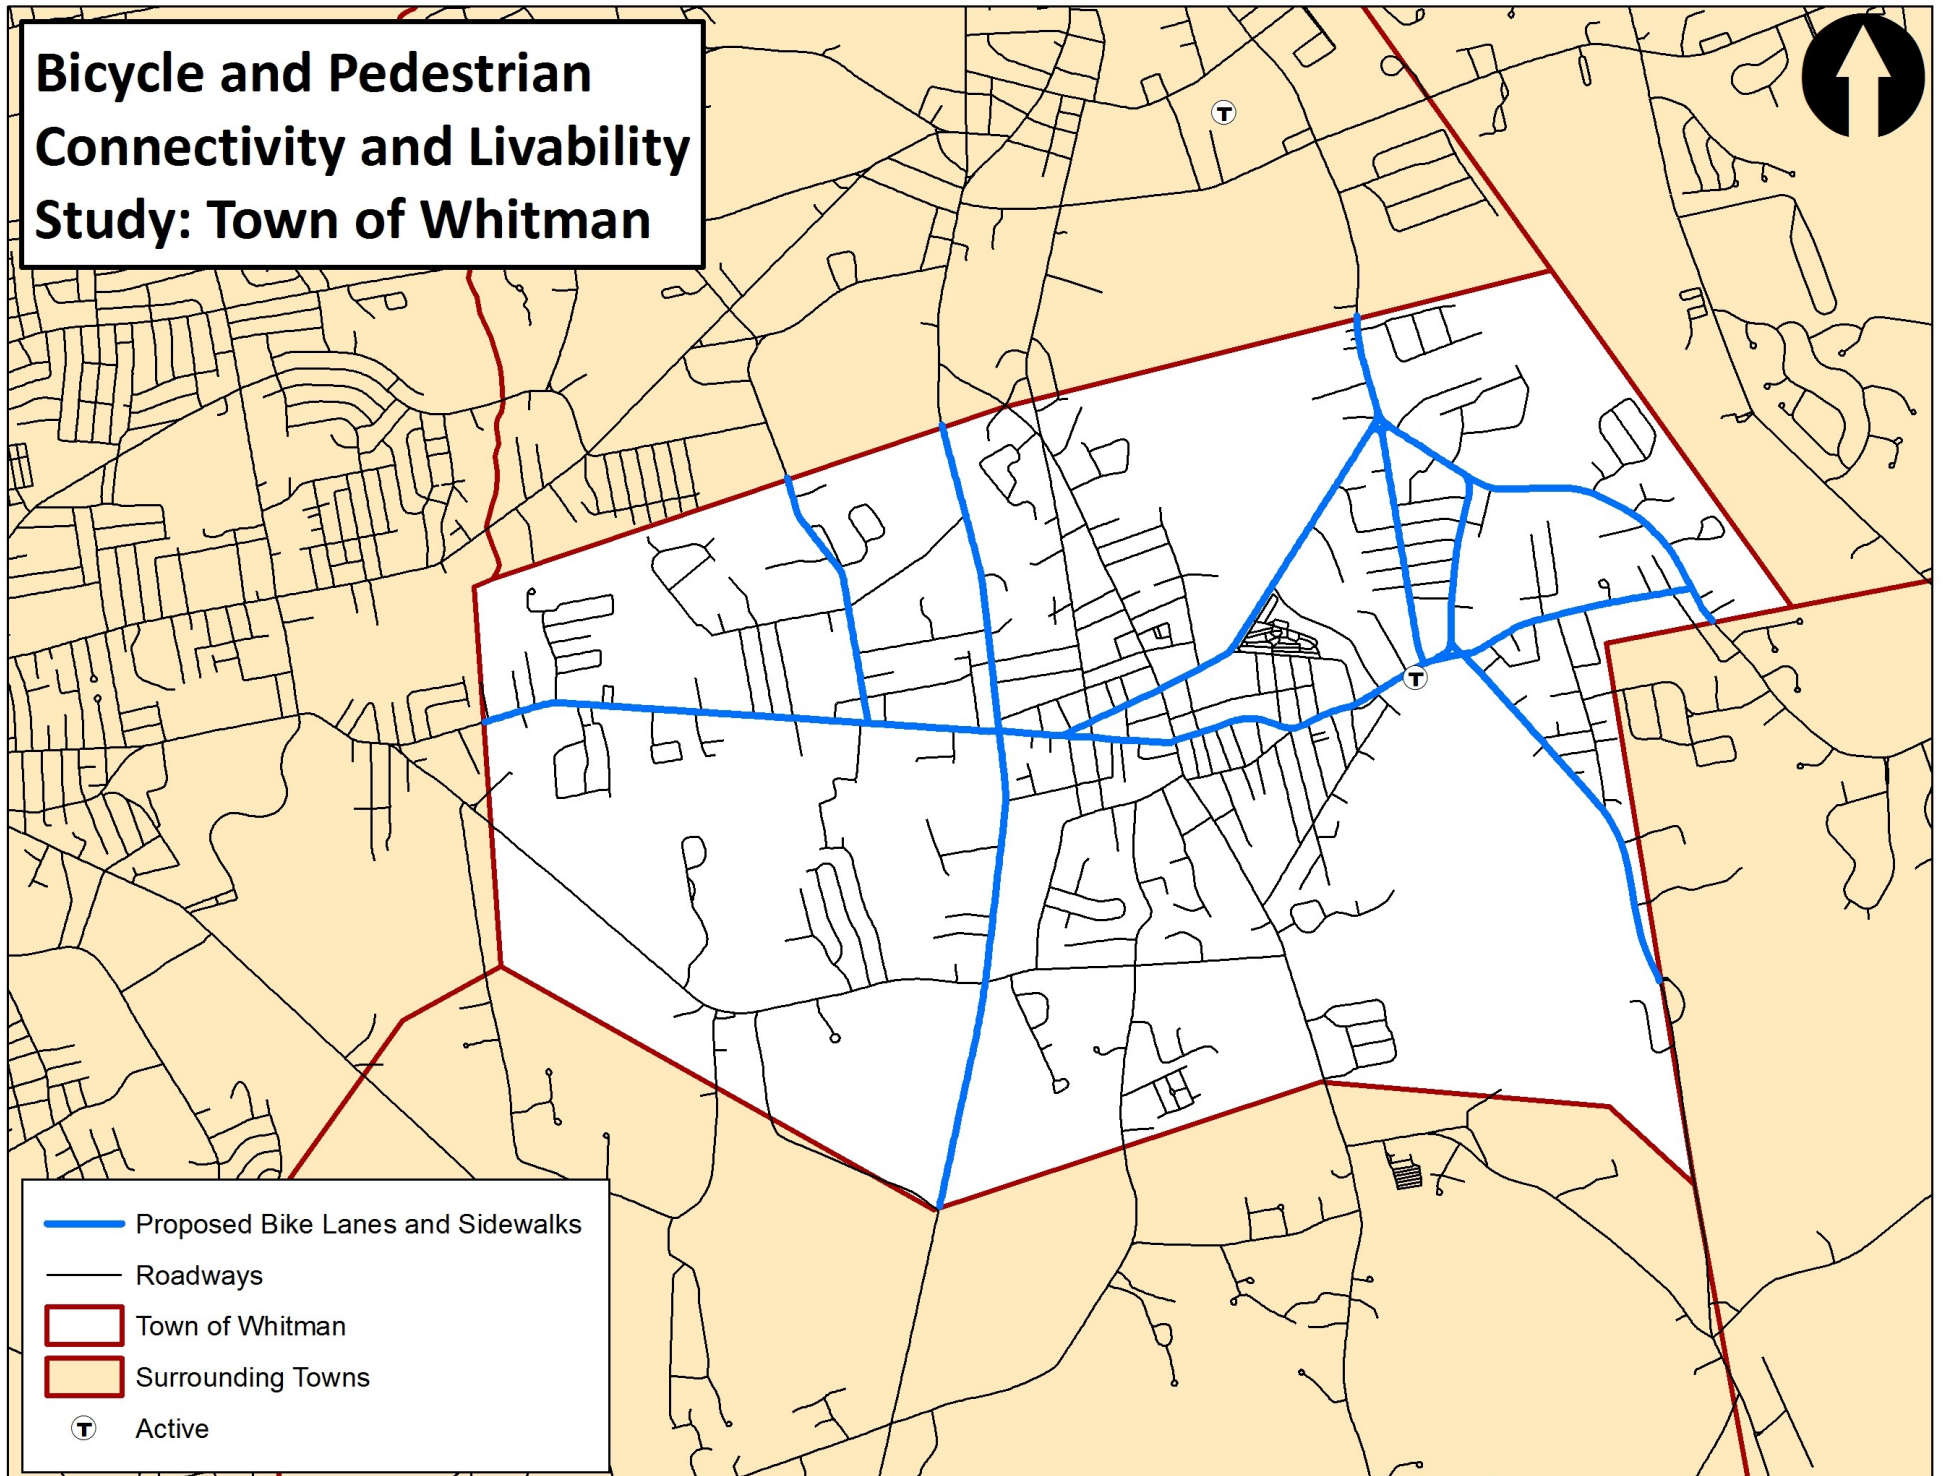 Bicycle and Pedestrian
Connectivity and Livability
Study: Town of Whitman
T
T
Proposed Bike Lanes and Sidewalks
Roadways
Town of Whitman
Surrounding Towns
T Active